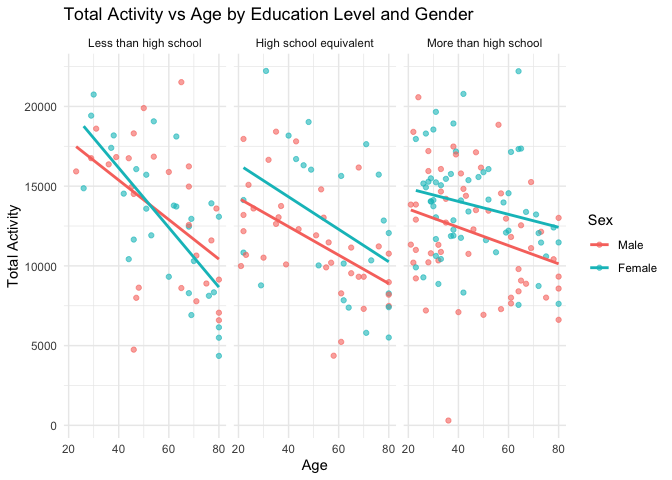 Total Activity vs Age by Education Level and Gender
Less than high school
High school equivalent
More than high school
20000
15000
10000
5000
0
Total Activity
20 40 60 80
20 40 60 80
20 40 60 80
Age
Sex
Male
Female